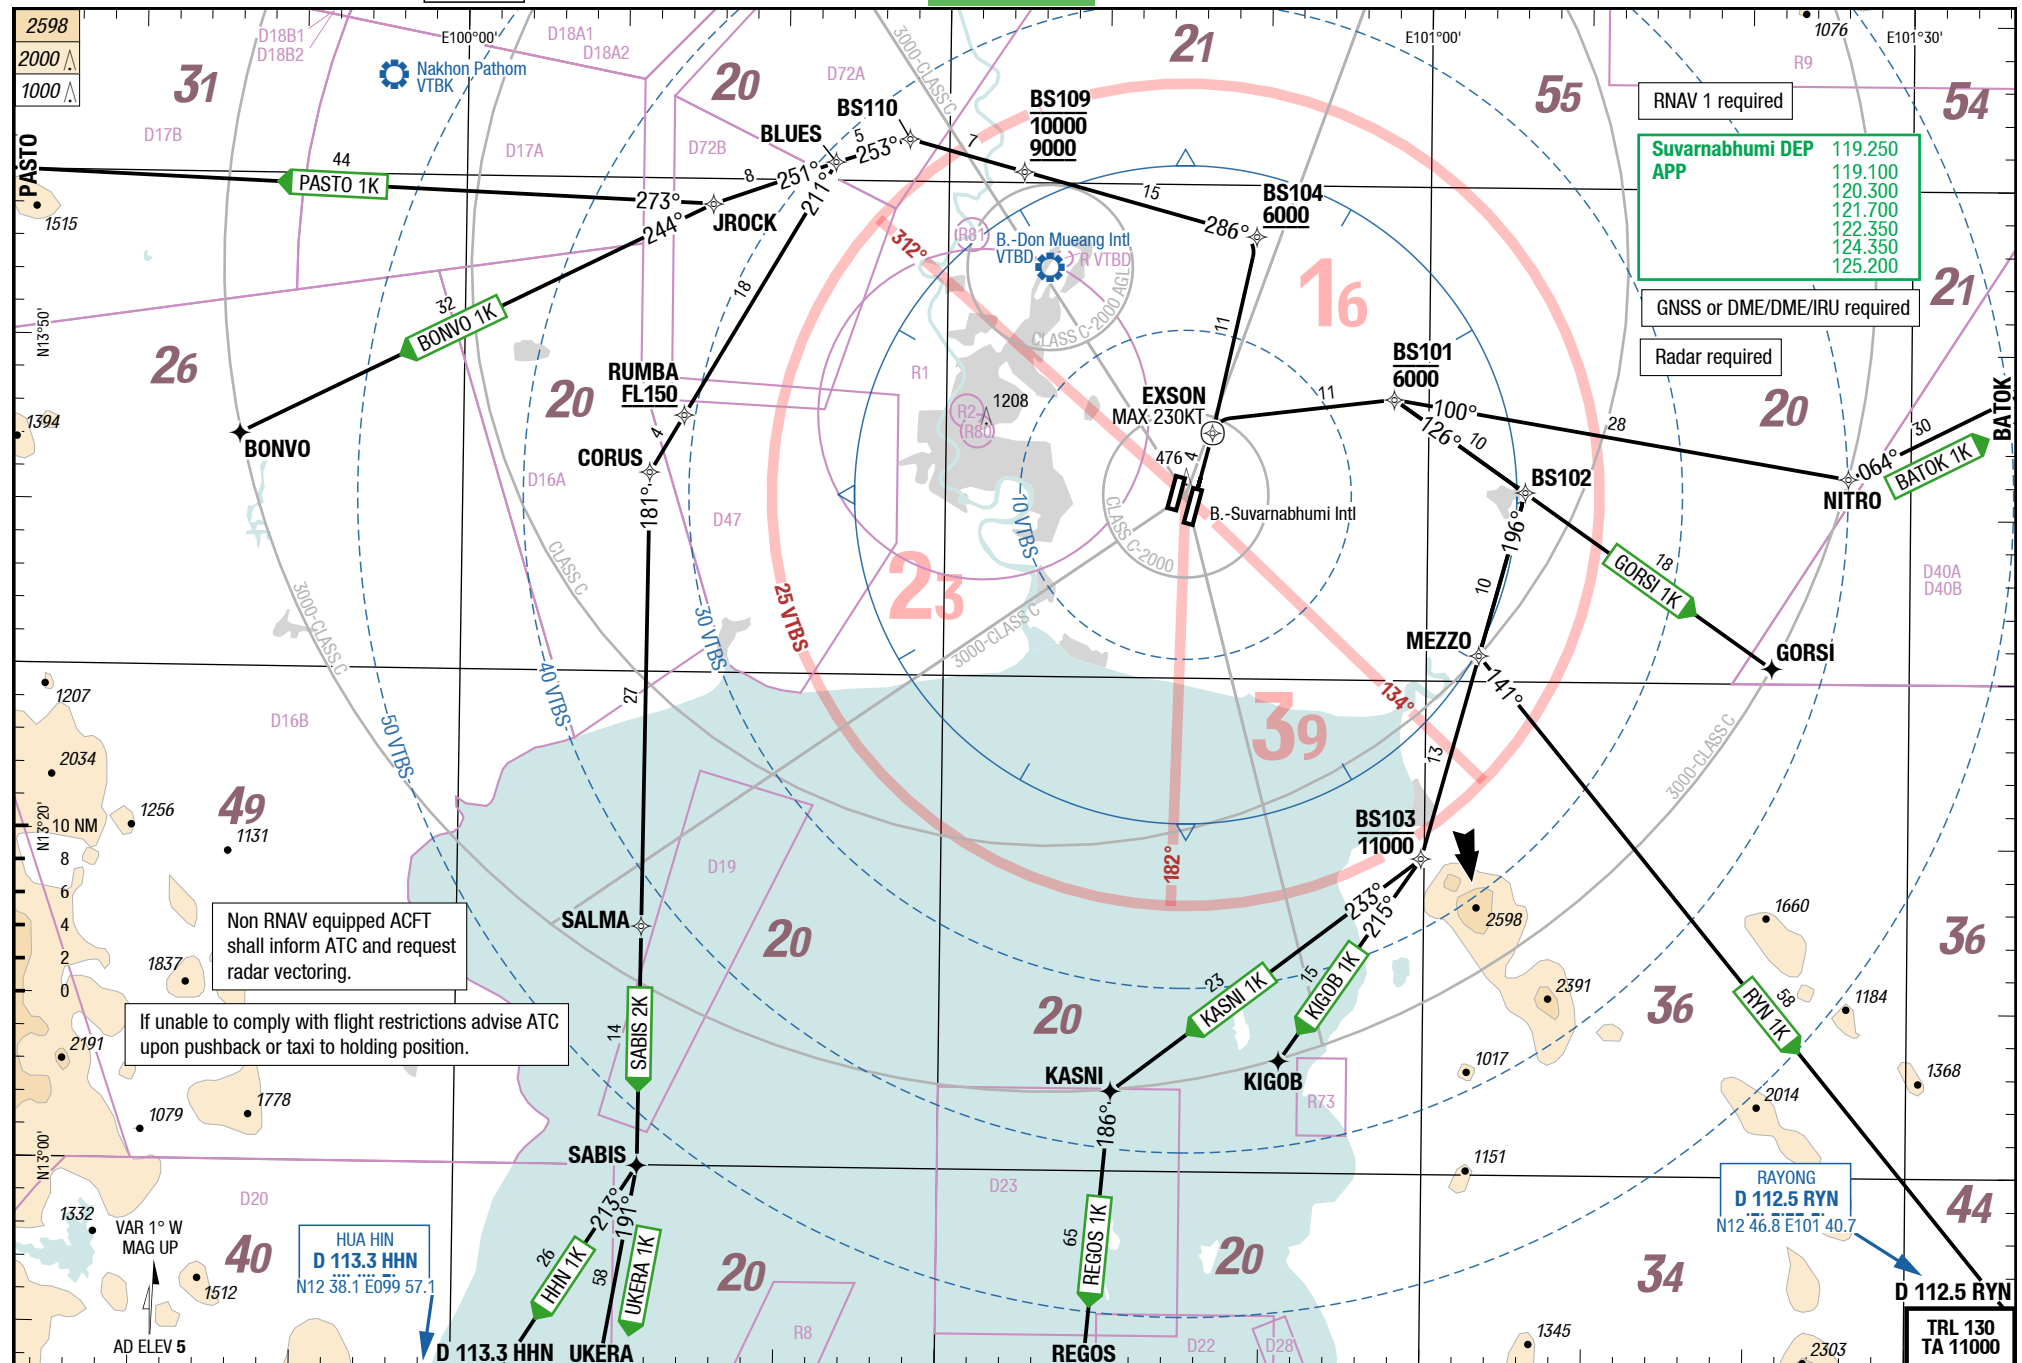 2598
2000
1000
31
D18B1
D18B2
E100°00'
D18A1
D18A2
Nakhon Pathom
VTBK
20
D72A
3000-CLASS C
21
E101°00'
55
1076
E101°30'
R9
54
RNAV 1 required
Suvarnabhumi DEP 119.250
APP 119.100
120.300
121.700
122.350
124.350
125.200
GNSS or DME/DME/IRU required
Radar required
21
20
D17B
D17A
D72B
PASTO
44
PASTO 1K
273°
244°
JROCK
8
251°
211°
BLUES
5
253°
BS110
7
BS109
10000
9000
15
286°
BS104
6000
1515
312°
R81
B.-Don Mueang Intl
VTBD
R VTBD
CLASS C-2000 AGL
16
11
N13°50'
26
32
BONVO 1K
18
RUMBA
FL150
20
R1
R2
R80
1208
EXSON
MAX 230KT
476
4
11
BS101
6000
100°
126°
10
28
30
064°
BATOK 1K
BATOK
NITRO
1394
BONVO
CORUS
4
D16A
181°
D47
10 VTBS
CLASS C-2000
B.-Suvarnabhumi Intl
BS102
196°
10
GORSI 1K
18
D40A
D40B
CLASS C
3000-CLASS C
23
25 VTBS
30 VTBS
40 VTBS
50 VTBS
3000-CLASS C
MEZZO
141°
GORSI
1207
D16B
27
134°
39
13
3000-CLASS C
2034
49
1256
1131
N13°20'
10 NM
8
6
4
2
0
D19
182°
BS103
11000
233°
215°
2598
1660
36
Non RNAV equipped ACFT
shall inform ATC and request
radar vectoring.
1837
SALMA
20
SABIS 2K
14
20
23
KASNI 1K
15
KIGOB 1K
2391
36
58
RYN 1K
1184
If unable to comply with flight restrictions advise ATC
upon pushback or taxi to holding position.
2191
1079
1778
KASNI
KIGOB
R73
186°
1017
2014
1368
N13°00'
SABIS
213°
191°
D20
D23
1151
RAYONG
D 112.5 RYN
N12 46.8 E101 40.7
44
1332
VAR 1° W
MAG UP
40
HUA HIN
D 113.3 HHN
N12 38.1 E099 57.1
26
HHN 1K
58
UKERA 1K
20
65
REGOS 1K
20
34
1512
AD ELEV 5
R8
D22
D28
D 113.3 HHN
UKERA
REGOS
1345
2303
D 112.5 RYN
TRL 130
TA 11000